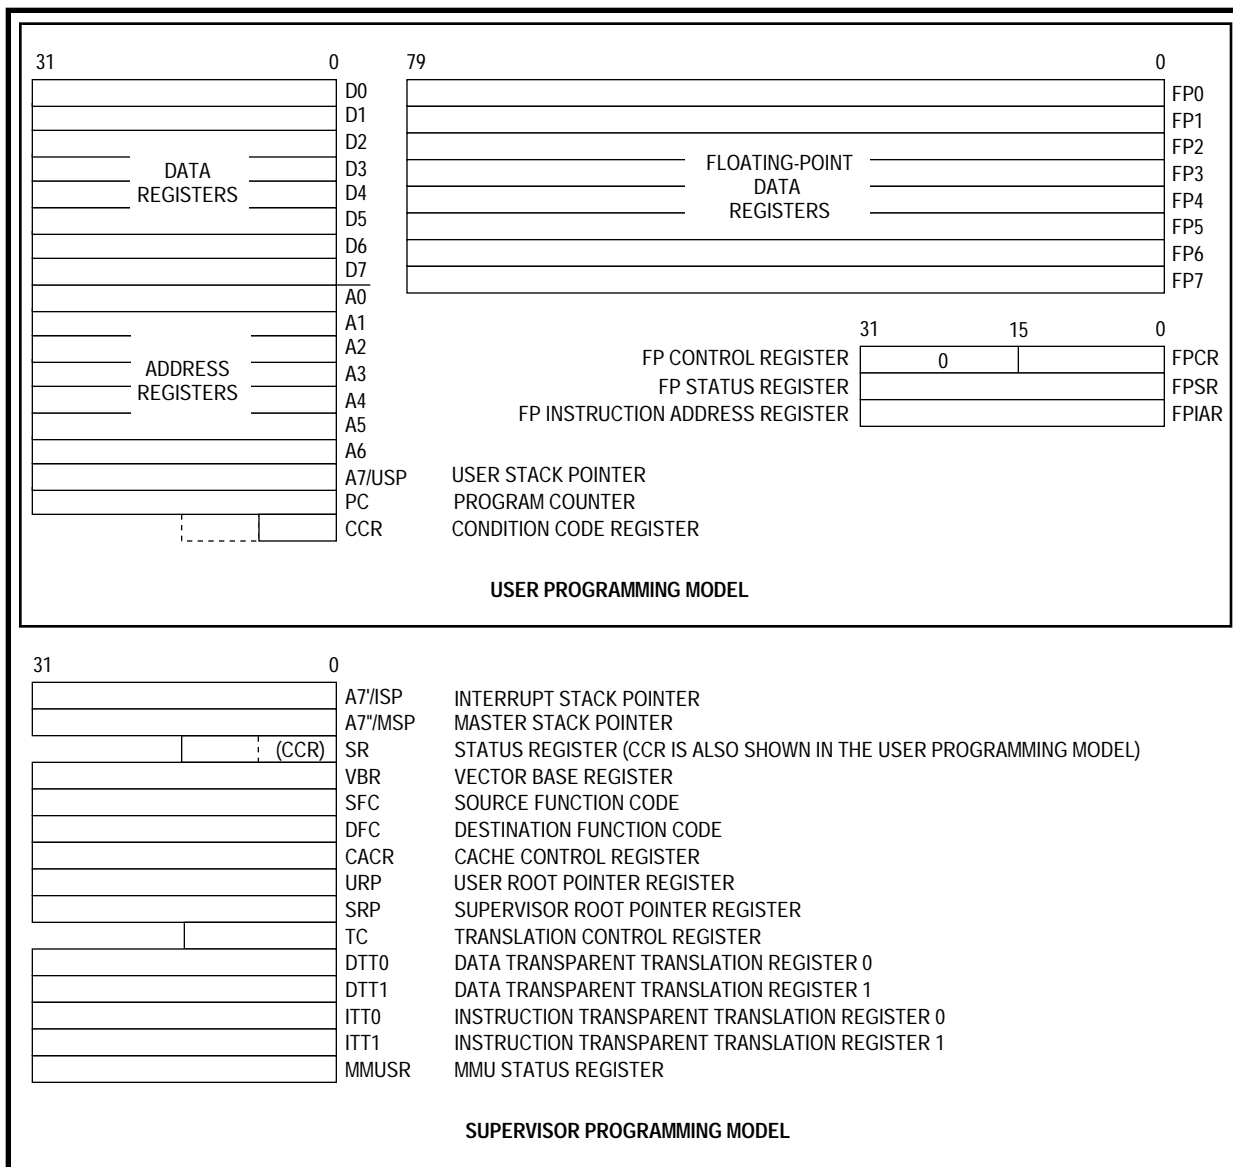 31 0
D0
D1
D2
D3
D4
D5
D6
D7
DATA
REGISTERS
A0
A1
A2
A3
A4
A5
A6
ADDRESS
REGISTERS
A7/USP USER STACK POINTER
PC PROGRAM COUNTER
CCR CONDITION CODE REGISTER
79 0
FP0
FP1
FP2
FP3
FP4
FP5
FP6
FP7
FLOATING-POINT
DATA
REGISTERS
31 15 0
FP CONTROL REGISTER 0 FPCR
FP STATUS REGISTER FPSR
FP INSTRUCTION ADDRESS REGISTER FPIAR
USER PROGRAMMING MODEL
31 0
A7'/ISP INTERRUPT STACK POINTER
A7"/MSP MASTER STACK POINTER
(CCR) SR STATUS REGISTER (CCR IS ALSO SHOWN IN THE USER PROGRAMMING MODEL)
VBR VECTOR BASE REGISTER
SFC SOURCE FUNCTION CODE
DFC DESTINATION FUNCTION CODE
CACR CACHE CONTROL REGISTER
URP USER ROOT POINTER REGISTER
SRP SUPERVISOR ROOT POINTER REGISTER
TC TRANSLATION CONTROL REGISTER
DTT0 DATA TRANSPARENT TRANSLATION REGISTER 0
DTT1 DATA TRANSPARENT TRANSLATION REGISTER 1
ITT0 INSTRUCTION TRANSPARENT TRANSLATION REGISTER 0
ITT1 INSTRUCTION TRANSPARENT TRANSLATION REGISTER 1
MMUSR MMU STATUS REGISTER
SUPERVISOR PROGRAMMING MODEL